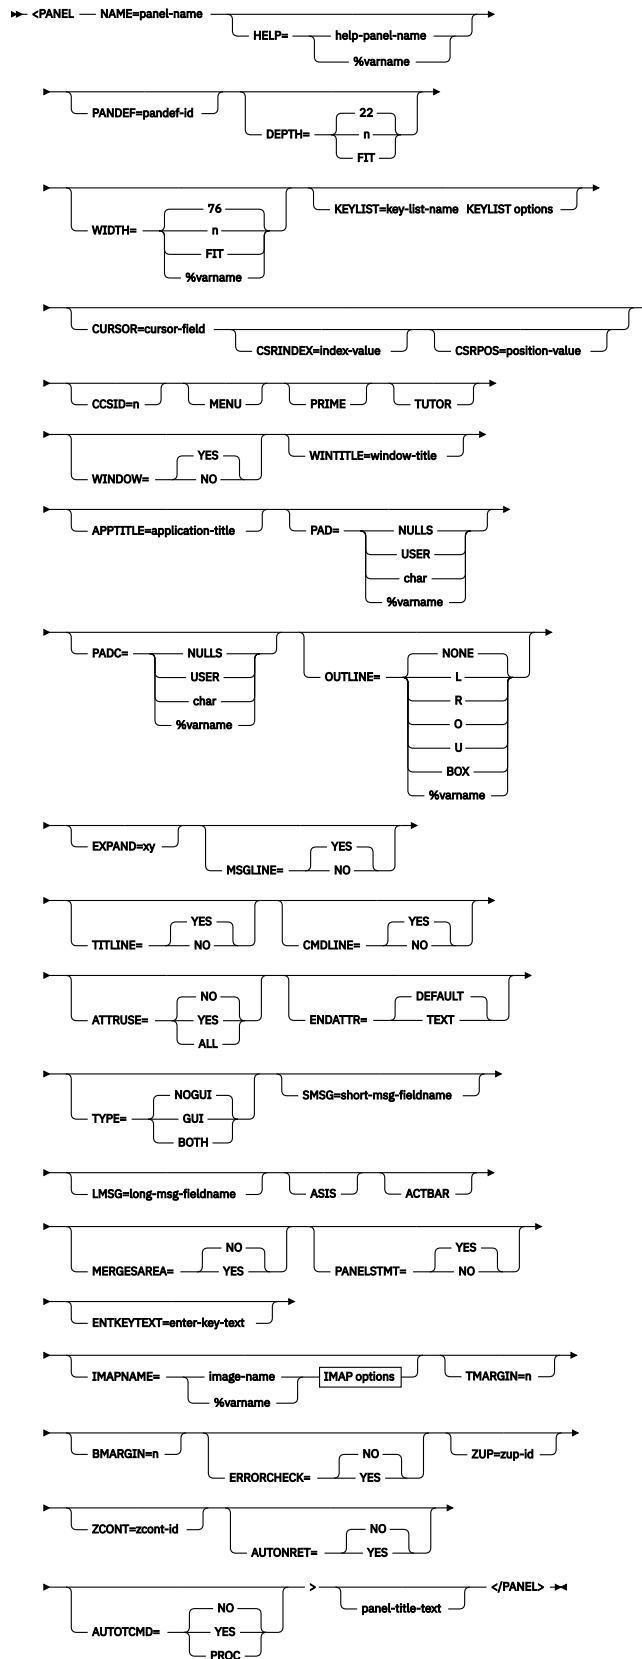 <PANEL NAME=panel-name
HELP= help-panel-name
%varname
PANDEF=pandef-id
DEPTH= 22
n
FIT
WIDTH= 76
n
FIT
%varname
KEYLIST=key-list-name KEYLIST options
CURSOR=cursor-field
CSRINDEX=index-value
CSRPOS=position-value
CCSID=n
MENU
PRIME
TUTOR
WINDOW= YES
NO
WINTITLE=window-title
APPTITLE=application-title
PAD= NULLS
USER
char
%varname
PADC= NULLS
USER
char
%varname
OUTLINE= NONE
L
R
O
U
BOX
%varname
EXPAND=xy
MSGLINE= YES
NO
TITLINE= YES
NO
CMDLINE= YES
NO
ATTRUSE= NO
YES
ALL
ENDATTR= DEFAULT
TEXT
TYPE= NOGUI
GUI
BOTH
SMSG=short-msg-fieldname
LMSG=long-msg-fieldname
ASIS
ACTBAR
MERGESAREA= NO
YES
PANELSTMT= YES
NO
ENTKEYTEXT=enter-key-text
IMAPNAME= image-name
%varname
IMAP options
TMARGIN=n
BMARGIN=n
ERRORCHECK= NO
YES
ZUP=zup-id
ZCONT=zcont-id
AUTONRET= NO
YES
AUTOTCMD= NO
YES
PROC
>
panel-title-text
</PANEL>